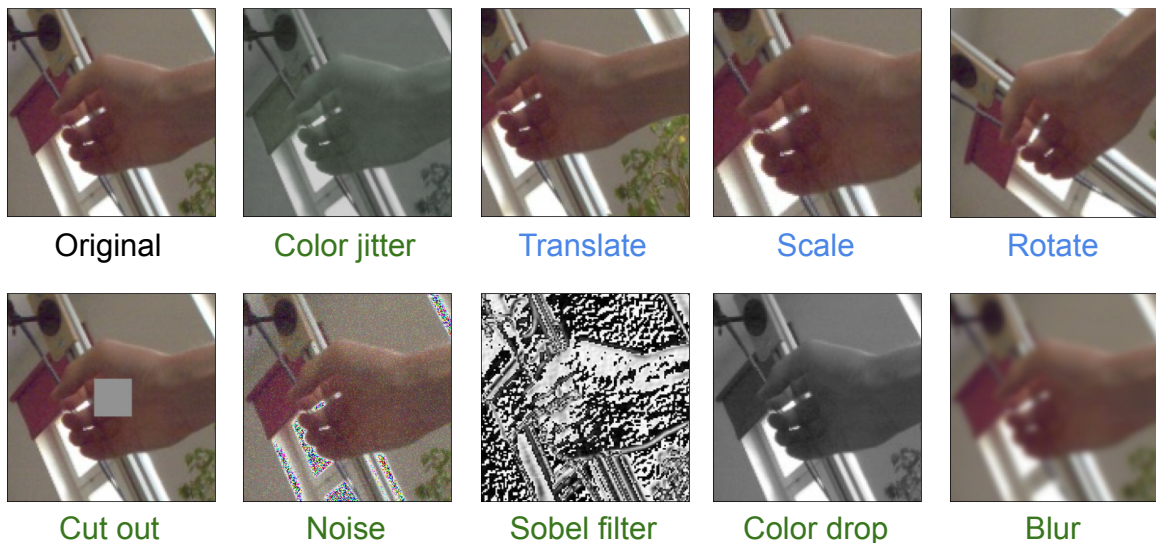 Original
Color jitter
Translate
Scale
Rotate
Cut out
Noise
Sobel filter
Color drop
Blur